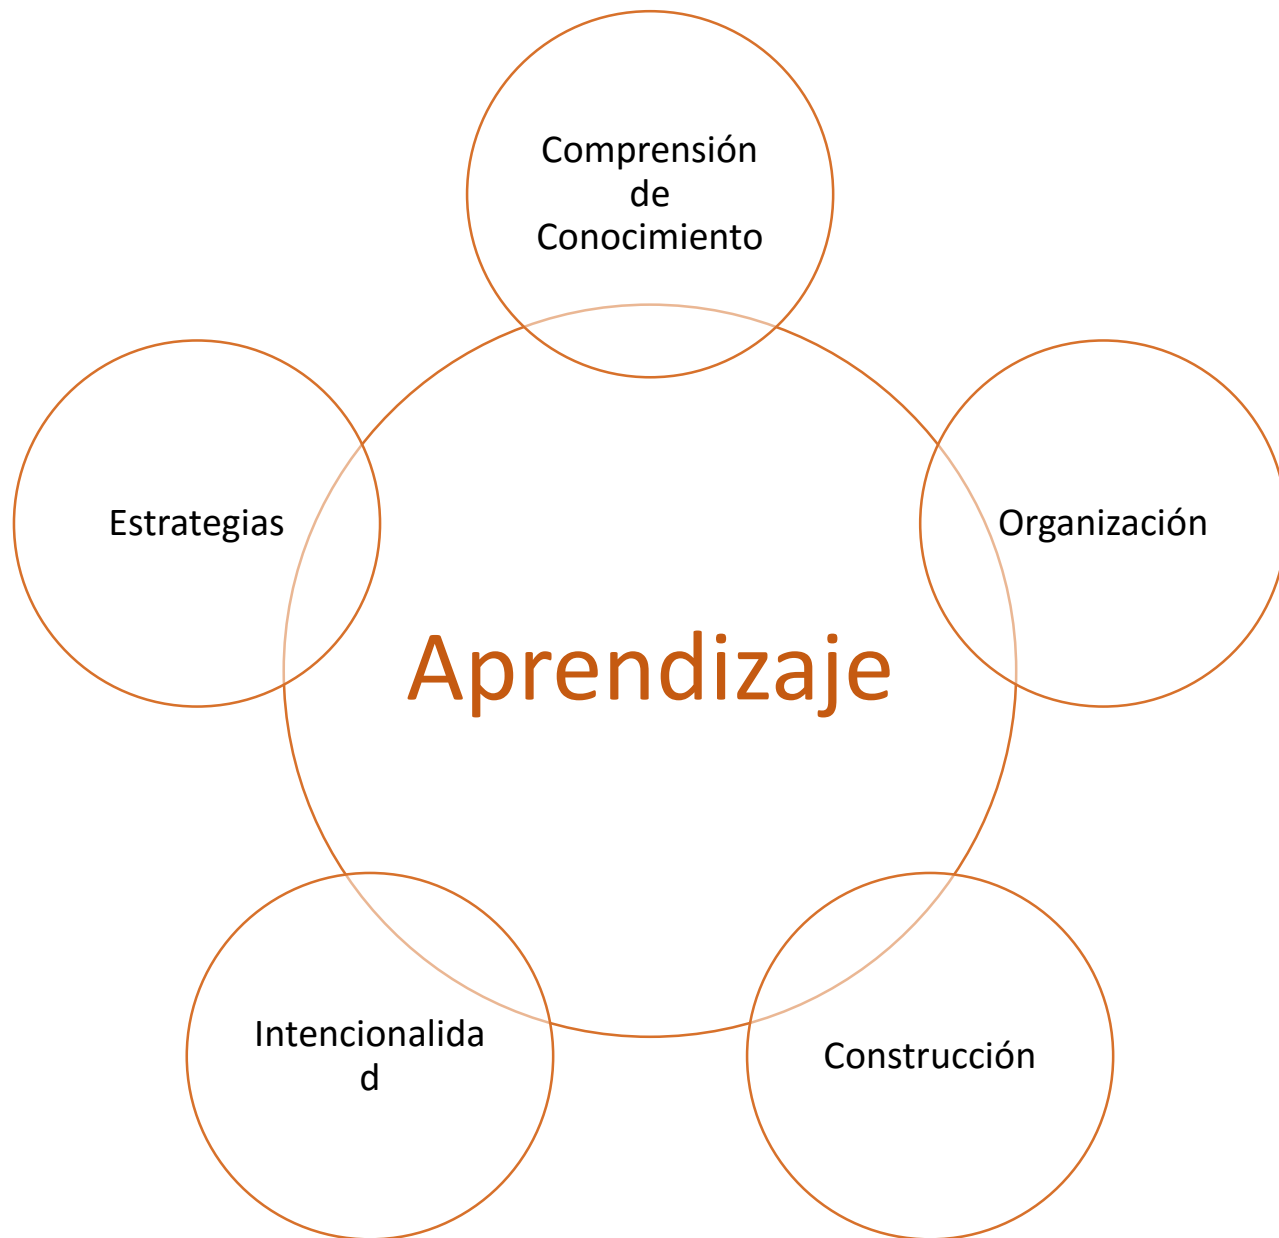 Comprensión
de
Conocimiento
Estrategias
Organización
Aprendizaje
Intencionalida
d
Construcción